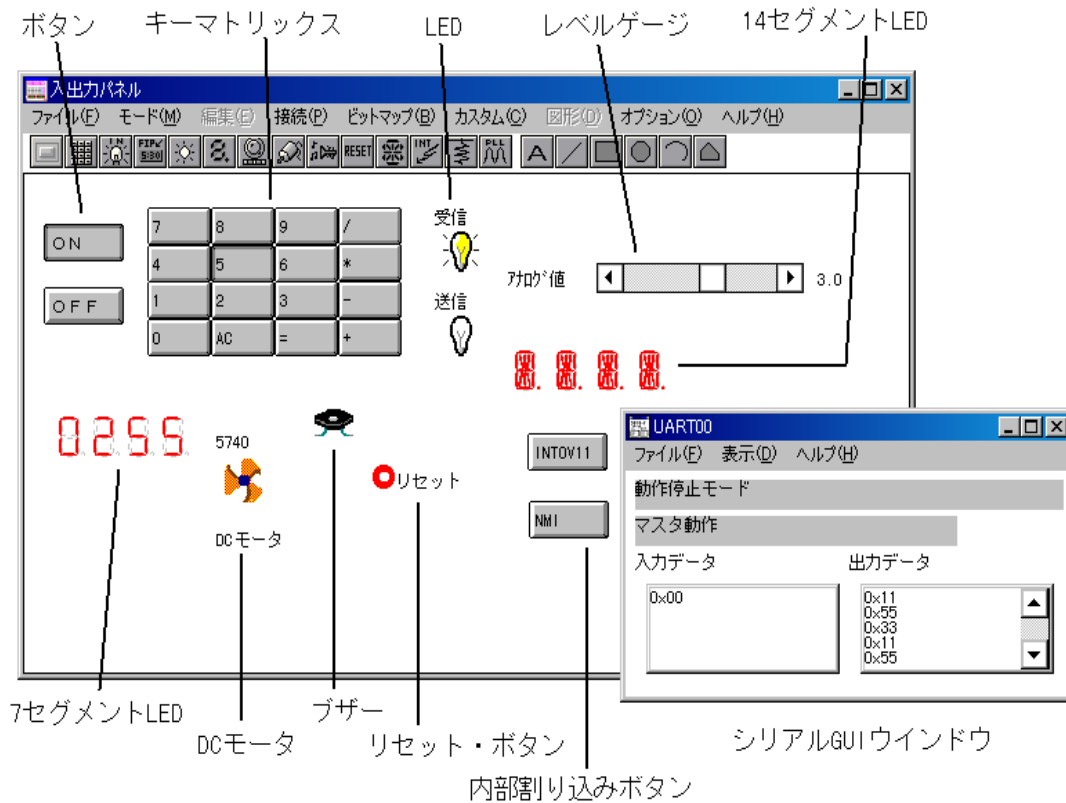 ボタン
キーマトリックス
LED
レベルゲージ
14セグメントLED
入出力パネル
ファイル(F) モード(M) 編集(E) 接続(P) ビットマップ(B) カスタム(C) 図形(D) オプション(O) ヘルプ(H)
FIP✔ 5:30
RESET
INT
PLL
A
ON
OFF
7 8 9 /
4 5 6 *
1 2 3 -
0 AC = +
受信
送信
アナログ値
3.0
0255
5740
DCモータ
リセット
INTOV11
NMI
UART00
ファイル(F) 表示(D) ヘルプ(H)
動作停止モード
マスタ動作
入力データ
出力データ
0x00
0x11
0x55
0x33
0x11
0x55
7セグメントLED
DCモータ
ブザー
リセット・ボタン
内部割り込みボタン
シリアルGUIウインドウ